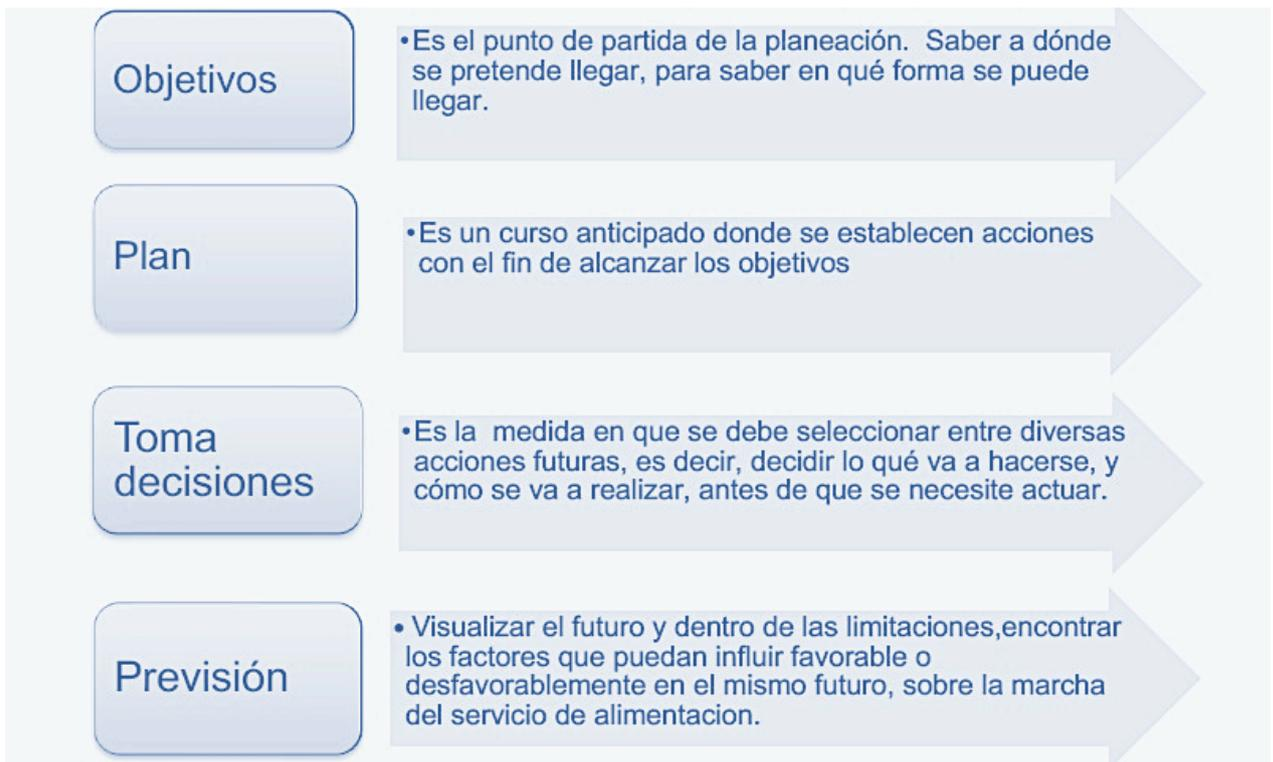 Objetivos
•Es el punto de partida de la planeación.  Saber a dónde
se pretende llegar, para saber en qué forma se puede
llegar.
Plan
•Es un curso anticipado donde se establecen acciones
con el fin de alcanzar los objetivos
Toma
decisiones
•Es la  medida en que se debe seleccionar entre diversas
acciones futuras, es decir, decidir lo qué va a hacerse, y
cómo se va a realizar, antes de que se necesite actuar.
Previsión
• Visualizar el futuro y dentro de las limitaciones,encontrar
los factores que puedan influir favorable o
desfavorablemente en el mismo futuro, sobre la marcha
del servicio de alimentacion.